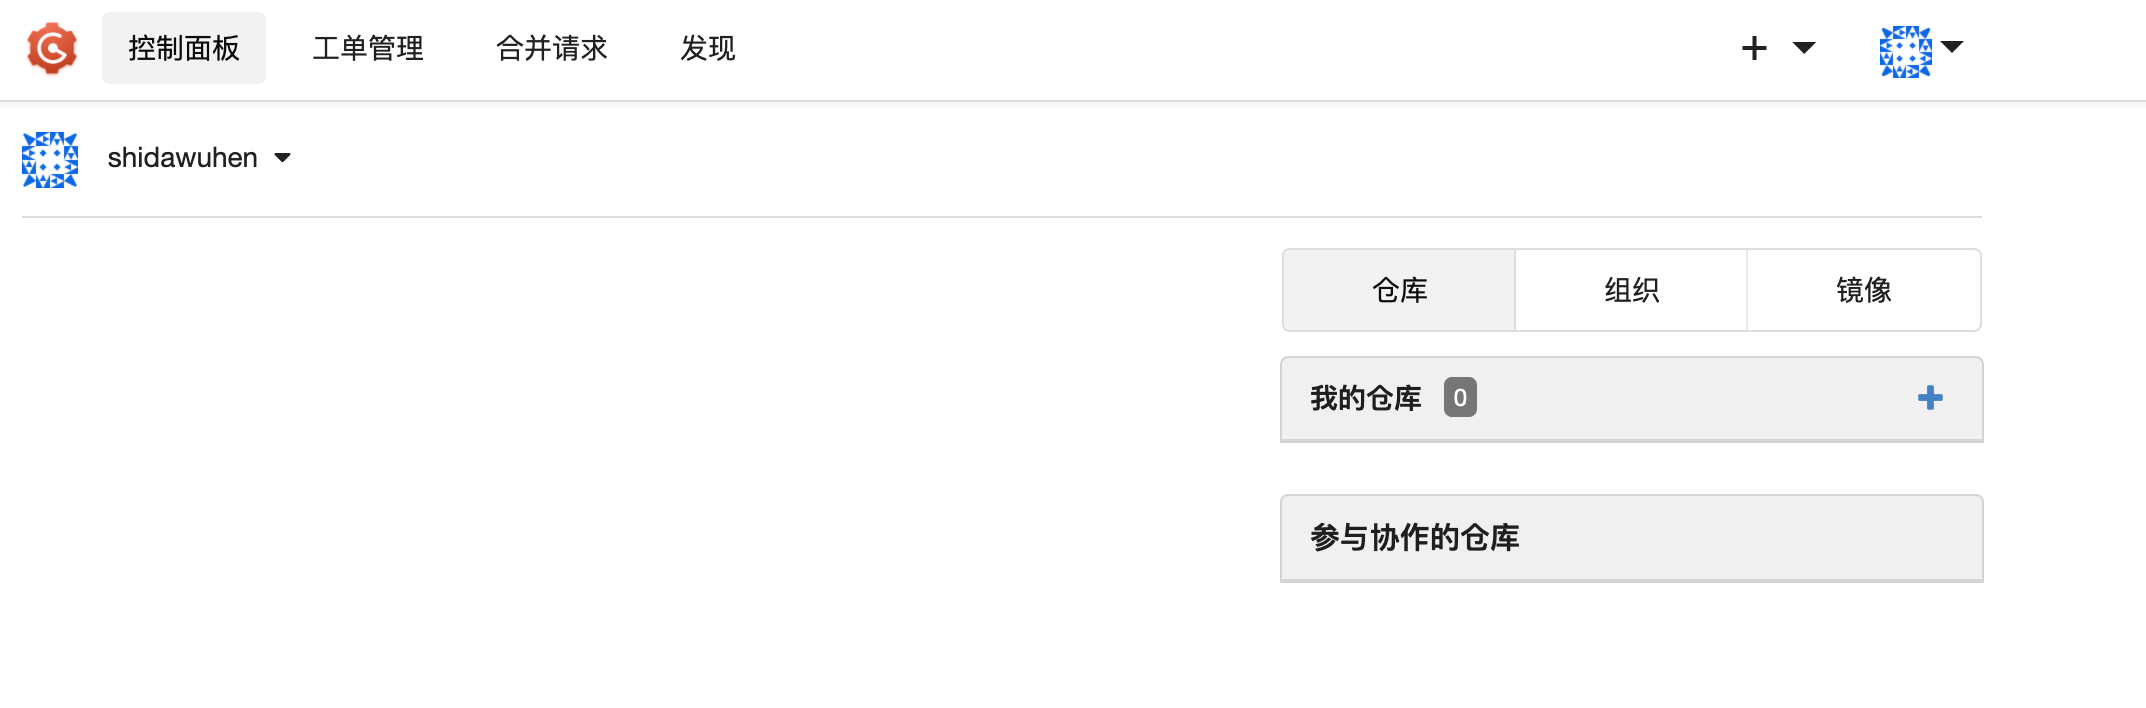 控制面板 工单管理 合并请求 发现
shidawuhen
仓库 组织 镜像
我的仓库 0
参与协作的仓库